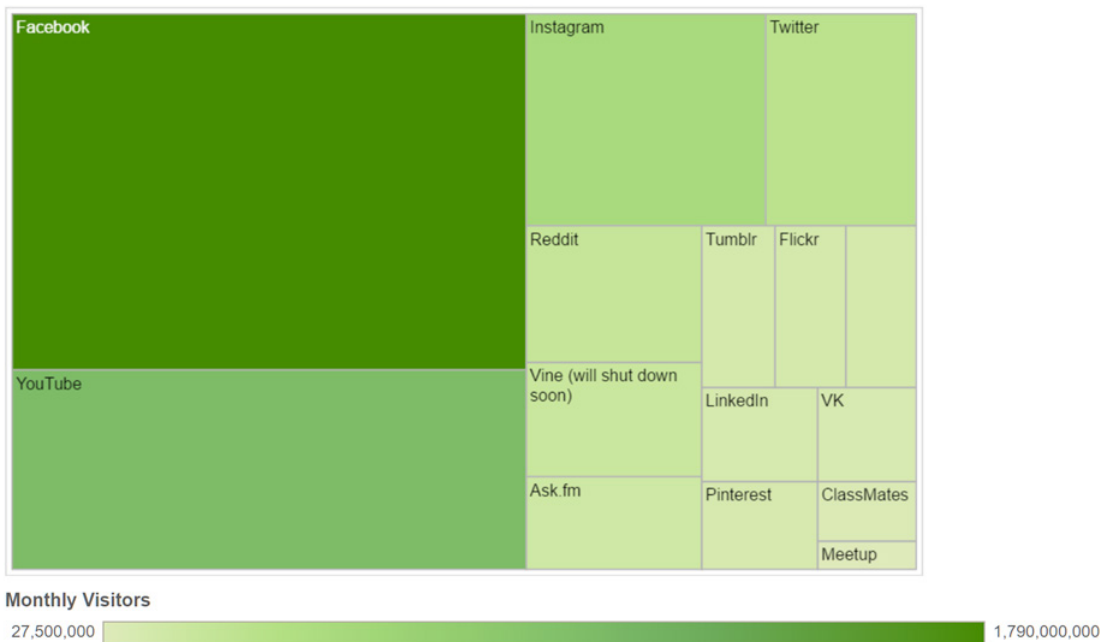 Facebook
Instagram
Twitter
Reddit
Tumblr
Flickr
Vine (will shut down
soon)
YouTube
LinkedIn
VK
Ask.fm
Pinterest
ClassMates
Meetup
Monthly Visitors
27,500,000
1,790,000,000